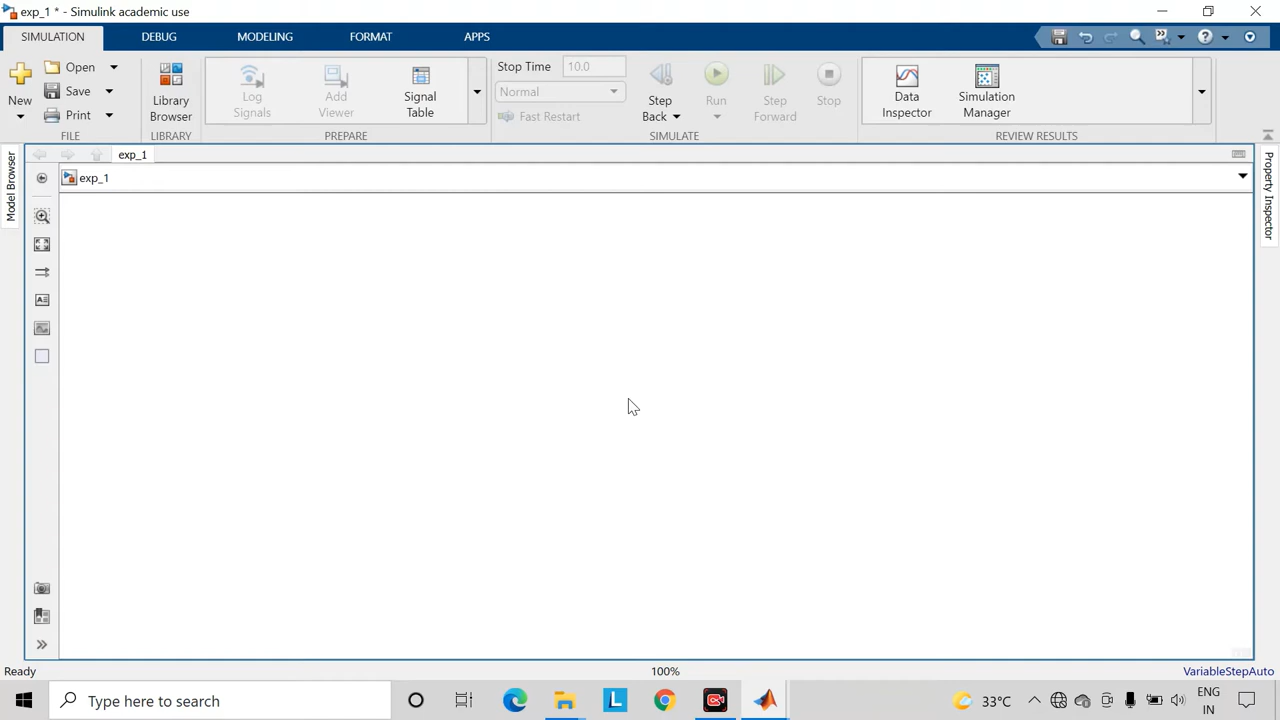 exp_1 * - Simulink academic use
SIMULATION DEBUG MODELING FORMAT APPS
New
Open
Save
Print
FILE
Library
Browser
LIBRARY
Log
Signals
Add
Viewer
Signal
Table
PREPARE
Stop Time 10.0
Normal
Fast Restart
Step
Back
Run
Step
Forward
Stop
SIMULATE
Data
Inspector
Simulation
Manager
REVIEW RESULTS
Model Browser
exp_1
exp_1
Property Inspector
Ready 100% VariableStepAuto
Type here to search
L
33°C
ENG
IN